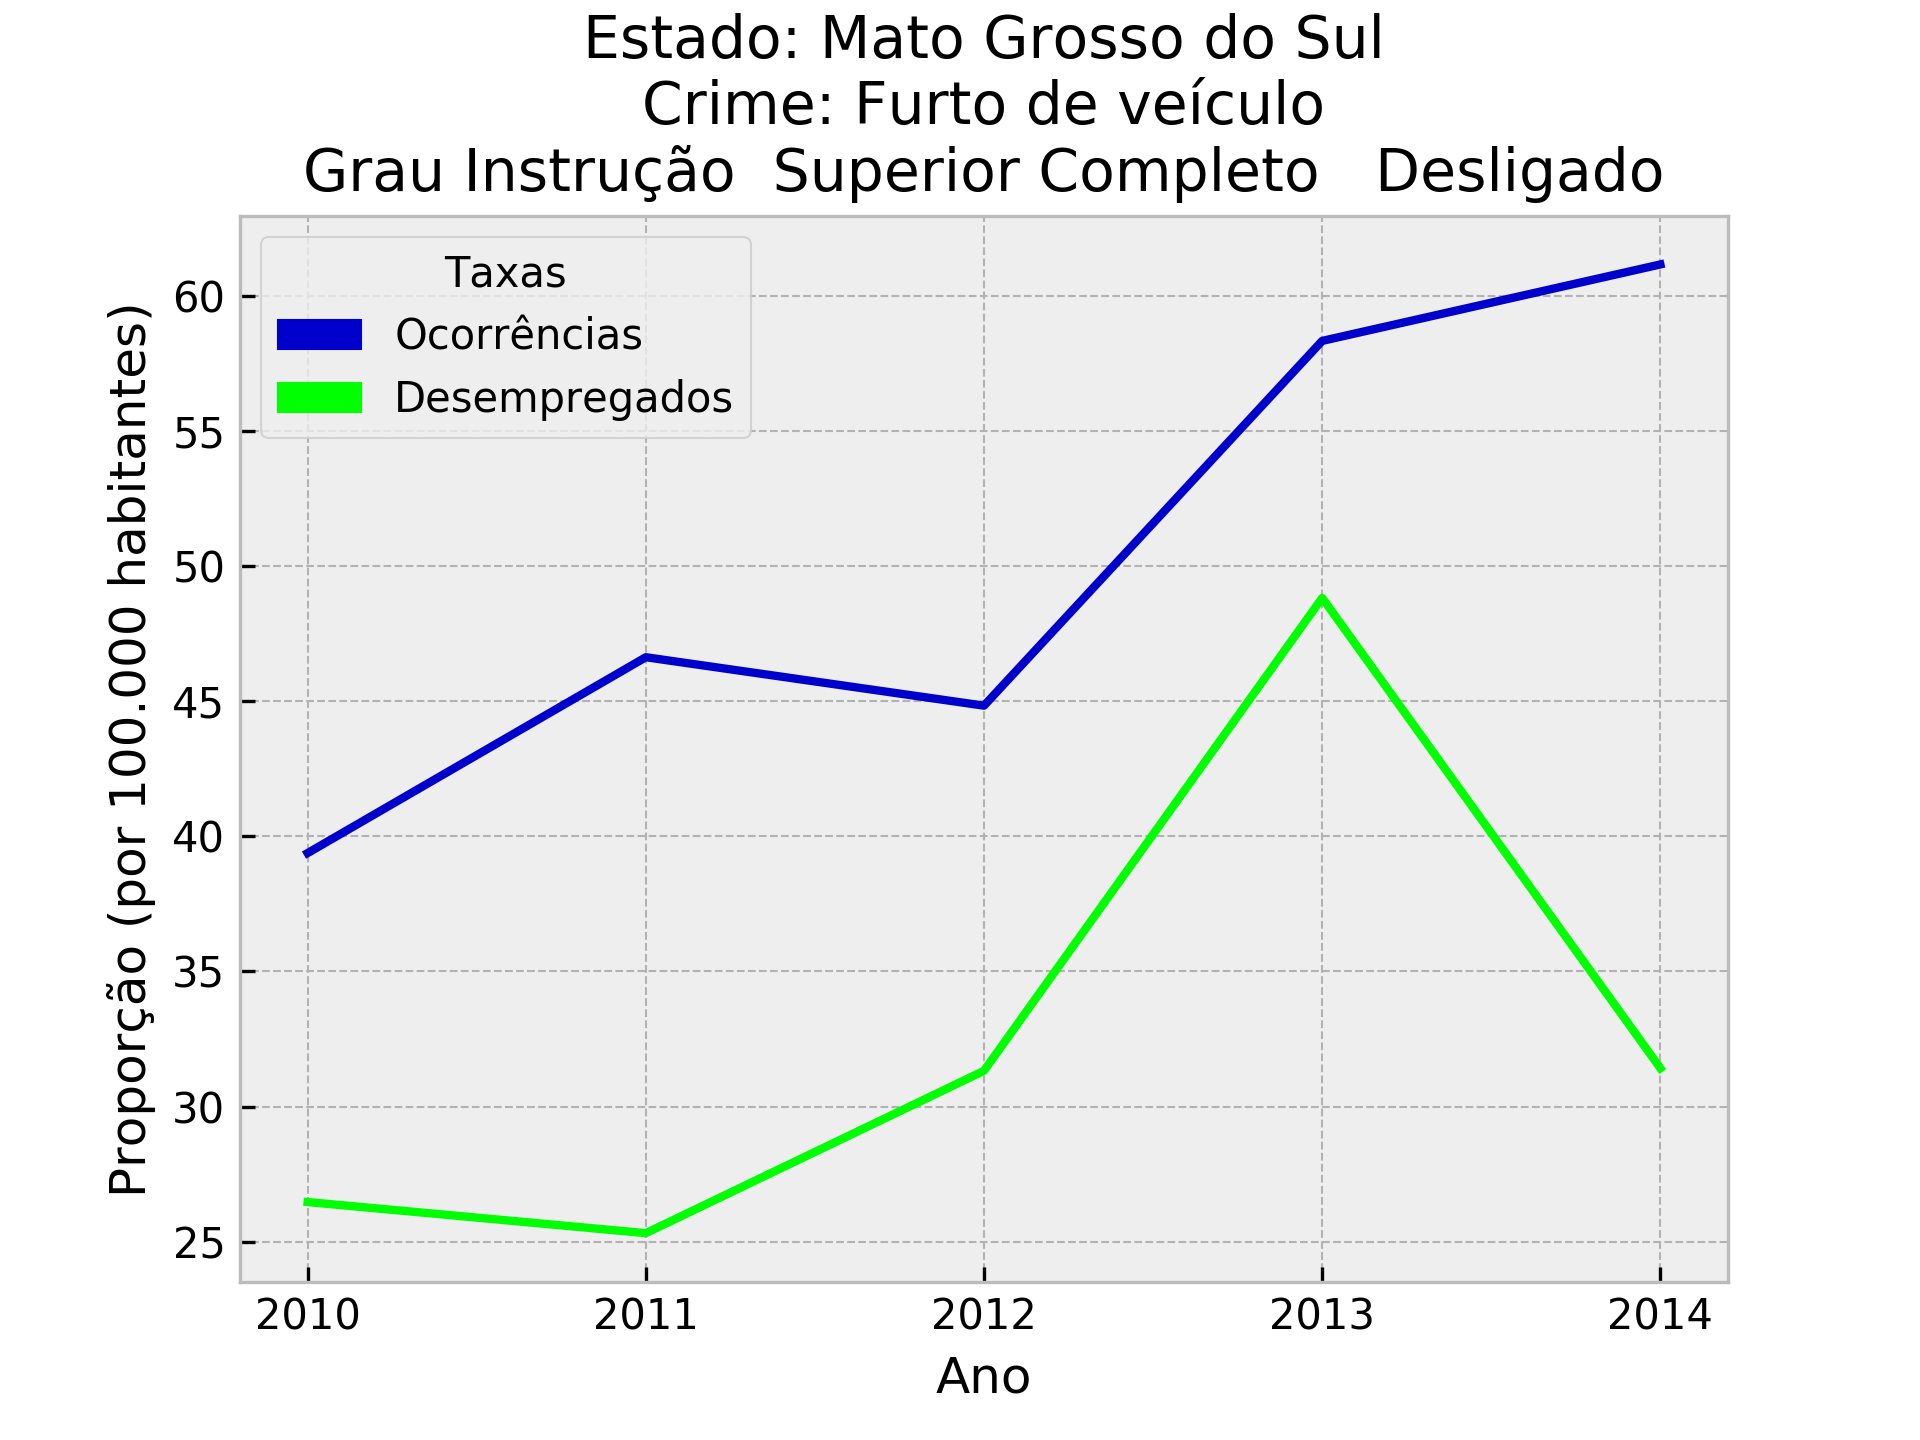 Estado: Mato Grosso do Sul
Crime: Furto de veículo
Grau Instrução  Superior Completo   Desligado
Taxas
Ocorrências
Desempregados
Proporção (por 100.000 habitantes)
60
55
50
45
40
35
30
25
2010 2011 2012 2013 2014
Ano